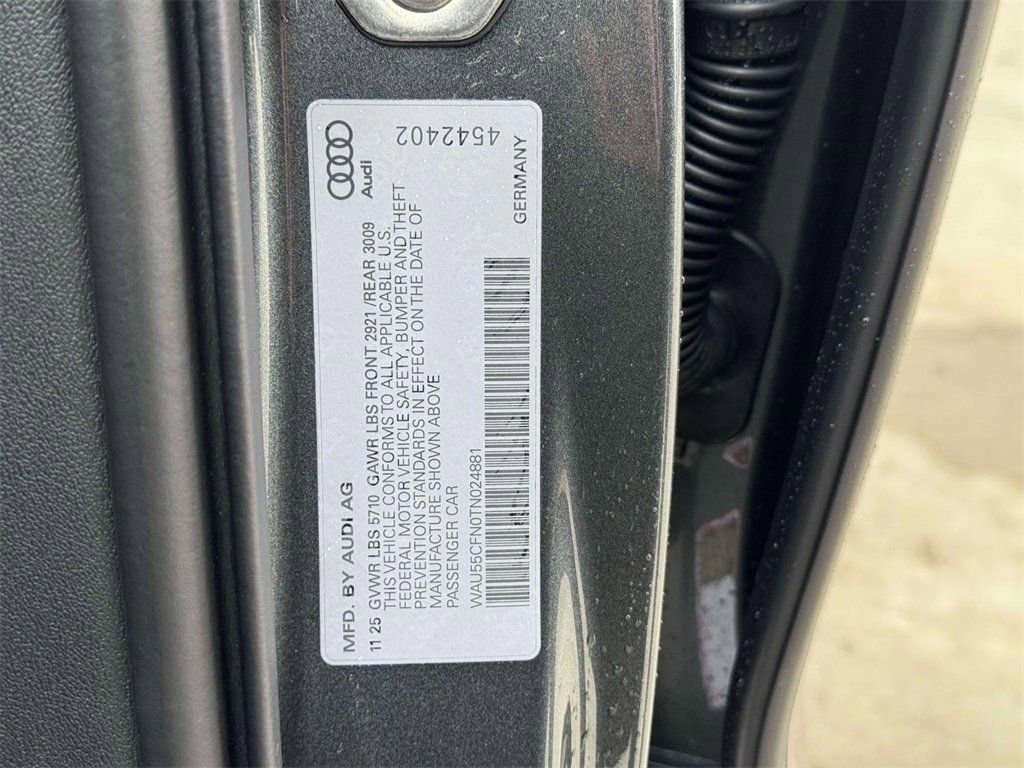 MFD. BY AUDI AG
Audi
11 25 GWWR LBS 5710 GAWR LBS FRONT 2921 /REAR 3009
THIS VEHICLE CONFORMS TO ALL APPLICABLE U.S.
FEDERAL MOTOR VEHICLE SAFETY, BUMPER AND THEFT
PREVENTION STANDARDS IN EFFECT ON THE DATE OF
MANUFACTURE SHOWN ABOVE
PASSENGER CAR
WAU55CFN0TN024881
4542402
GERMANY